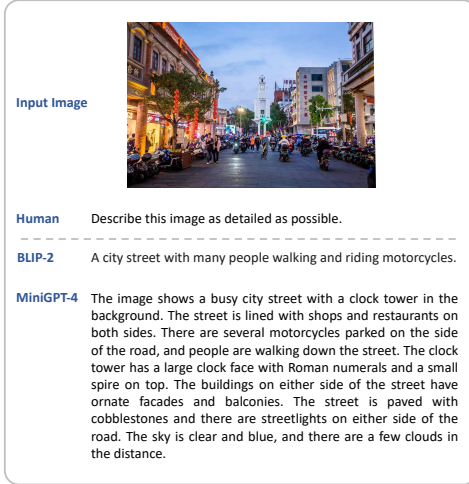 Input Image
Human Describe this image as detailed as possible.
BLIP-2 A city street with many people walking and riding motorcycles.
MiniGPT-4 The image shows a busy city street with a clock tower in the
background. The street is lined with shops and restaurants on
both sides. There are several motorcycles parked on the side
of the road, and people are walking down the street. The clock
tower has a large clock face with Roman numerals and a small
spire on top. The buildings on either side of the street have
ornate facades and balconies. The street is paved with
cobblestones and there are streetlights on either side of the
road. The sky is clear and blue, and there are a few clouds in
the distance.